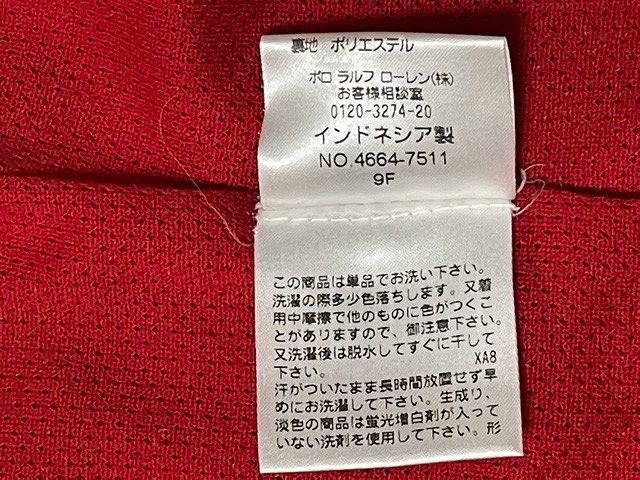 裏地 ポリエステル
ポロ ラルフ ローレン(株)
お客様相談室
0120-3274-20
インドネシア製
NO.4664-7511
9F
この商品は単品でお洗い下さい。
洗濯の際多少色落ちします。又着
用中摩擦で他のものに色がつくこ
とがありますので、御注意下さい。
又洗濯後は脱水してすぐに干して
下さい。 XA8
汗がついたまま長時間放置せず早
めにお洗濯して下さい。生成り、
淡色の商品は蛍光増白剤が入って
いない洗剤を使用して下さい。形